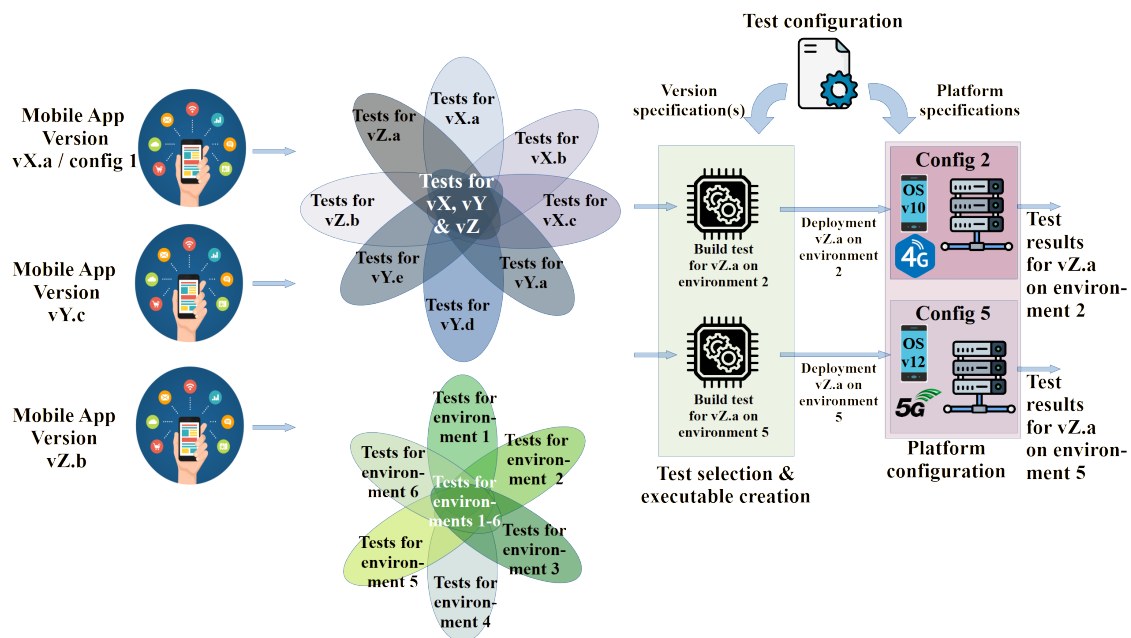 Test configuration
Version
specification(s)
Platform
specifications
Mobile App
Version
vX.a / config 1
Mobile App
Version
vY.c
Mobile App
Version
vZ.b
Tests for
vX.a
Tests for
vZ.a
Tests for
vX.b
Tests for
vX, vY
& vZ
Tests for
vZ.b
Tests for
vX.c
Tests for
vY.e
Tests for
vY.a
Tests for
vY.d
Tests for
environ-
ment 1
Tests for
environ-
ment 2
Tests for
environ-
ment 6
Tests for
environ-
ments 1-6
Tests for
environ-
ment 5
Tests for
environ-
ment 3
Tests for
environ-
ment 4
Build test
for vZ.a on
environment 2
Build test
for vZ.a on
environment 5
Test selection &
executable creation
Deployment
vZ.a on
environment
2
Deployment
vZ.a on
environment
5
Config 2
OS
v10
4G
Config 5
OS
v12
5G
Platform
configuration
Test
results
for vZ.a
on environ-
ment 2
Test
results
for vZ.a
on environ-
ment 5